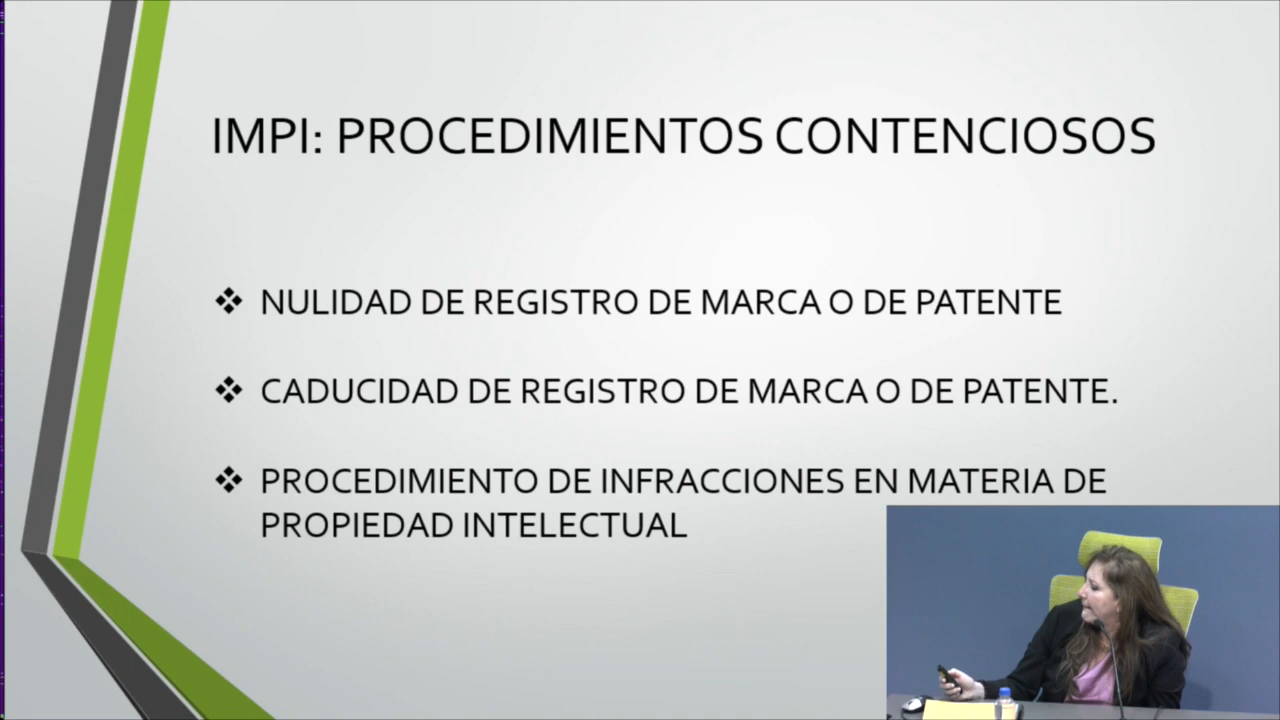 IMPI: PROCEDIMIENTOS CONTENCIOSOS
NULIDAD DE REGISTRO DE MARCA O DE PATENTE
CADUCIDAD DE REGISTRO DE MARCA O DE PATENTE.
PROCEDIMIENTO DE INFRACCIONES EN MATERIA DE
PROPIEDAD INTELECTUAL